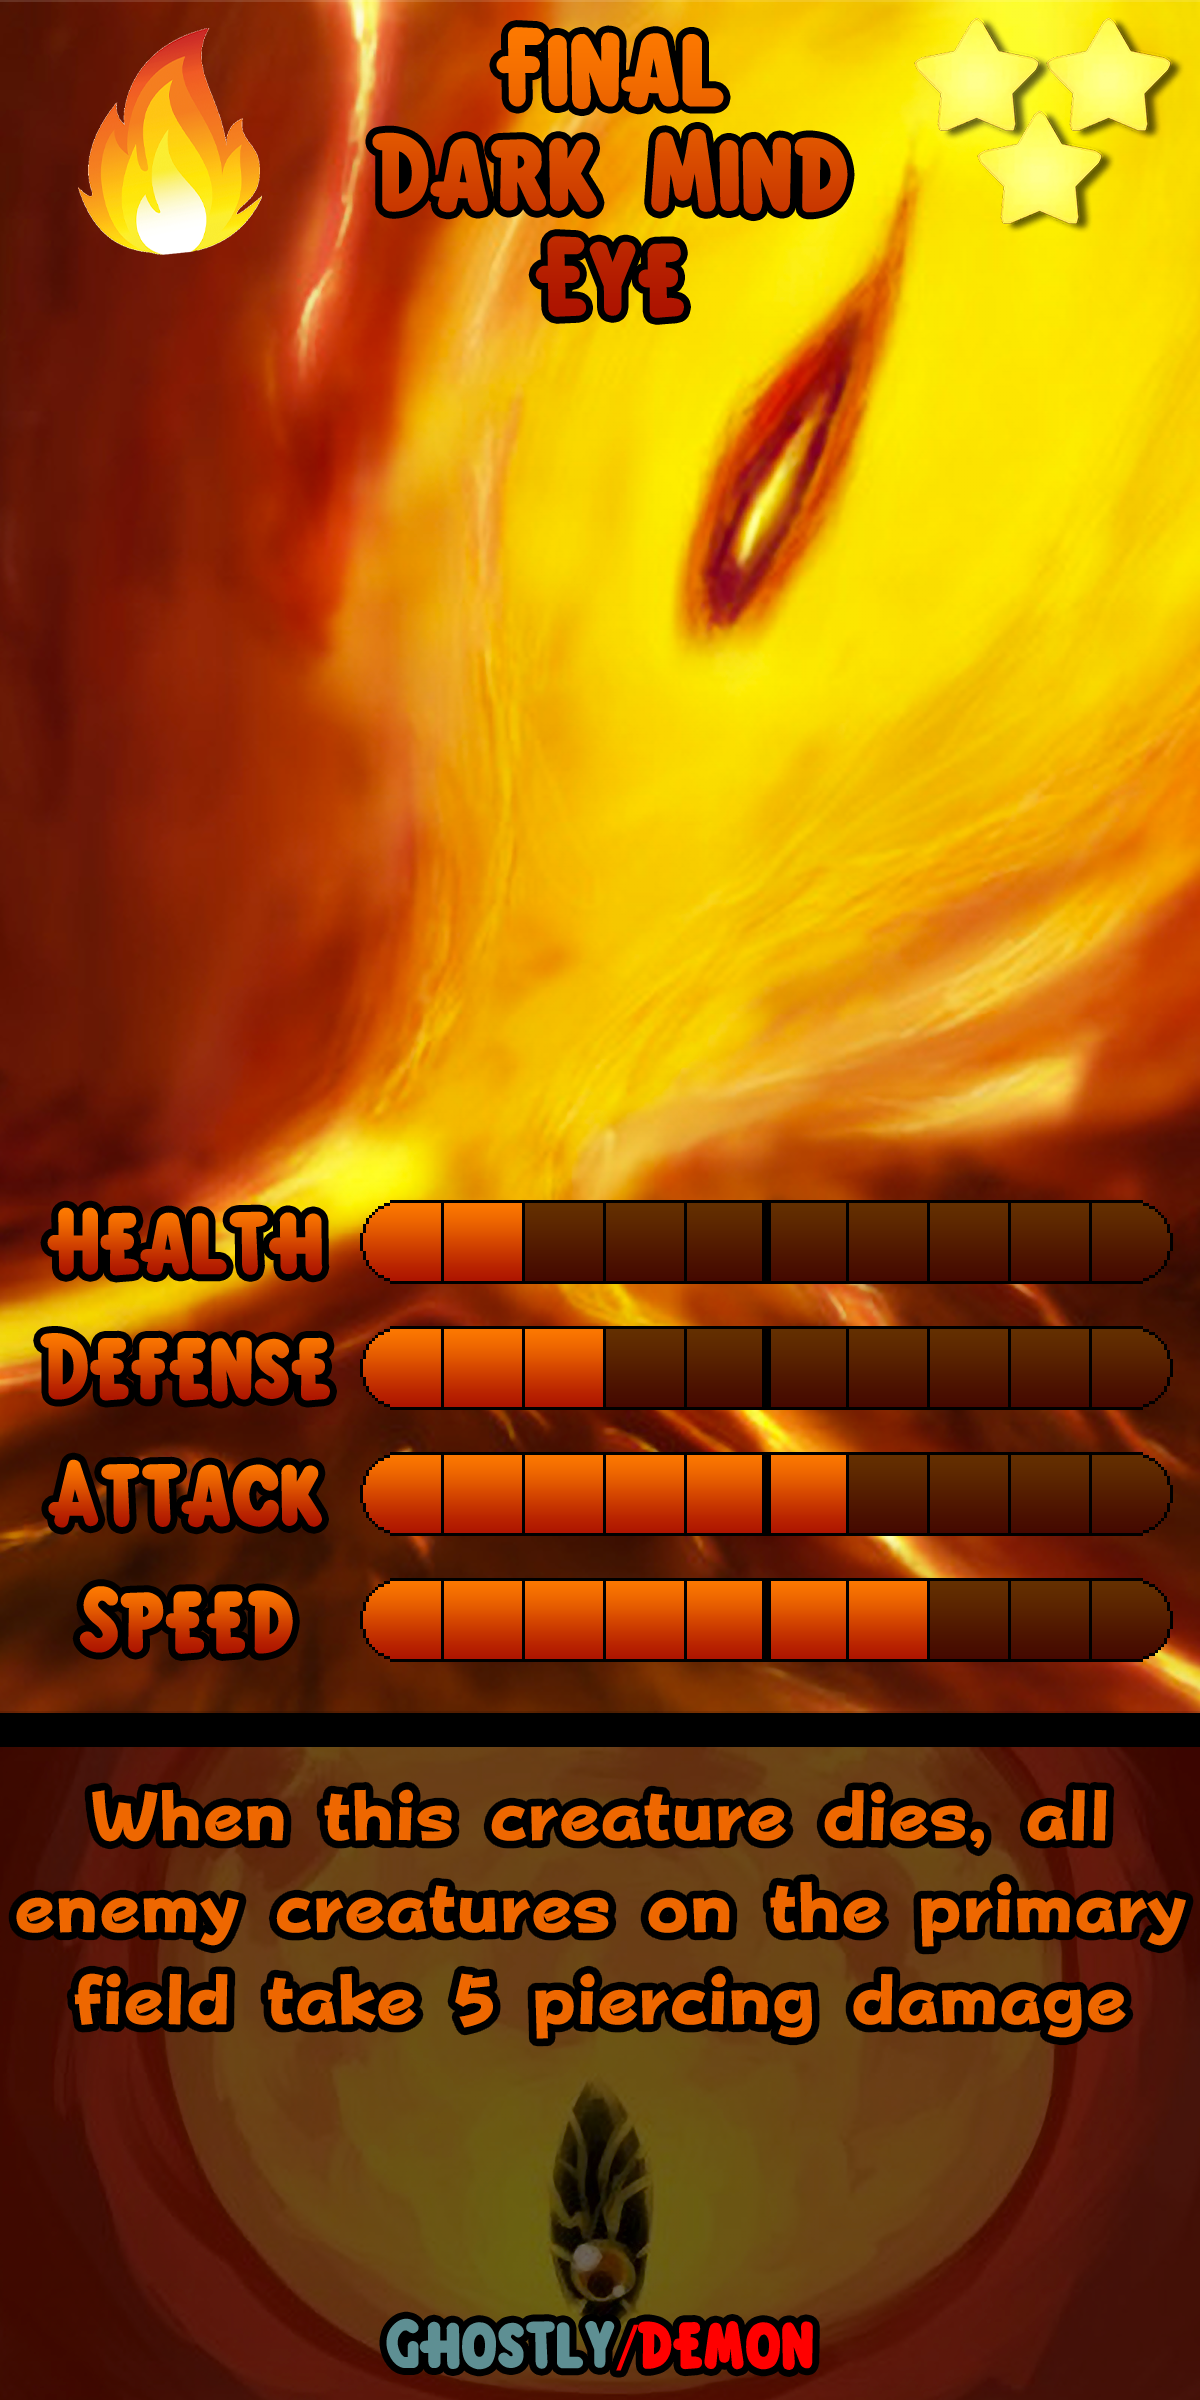 Final
Dark Mind
Eye
Health
Defense
Attack
Speed
When this creature dies, all
enemy creatures on the primary
field take 5 piercing damage
Ghostly/Demon